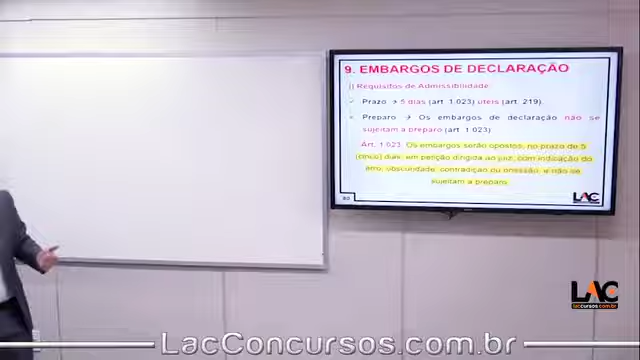 9. EMBARGOS DE DECLARAÇÃO
Requisitos de Admissibilidade:
Prazo → 5 dias (art. 1.023) úteis (art. 219).
Preparo → Os embargos de declaração não se
sujeitam a preparo (art. 1.023)
Art. 1.023. Os embargos serão opostos, no prazo de 5
(cinco) dias, em petição dirigida ao juiz, com indicação do
erro, obscuridade, contradição ou omissão, e não se
sujeitam a preparo.
LAC
LAC
lacconcursos.com.br
LacConcursos.com.br